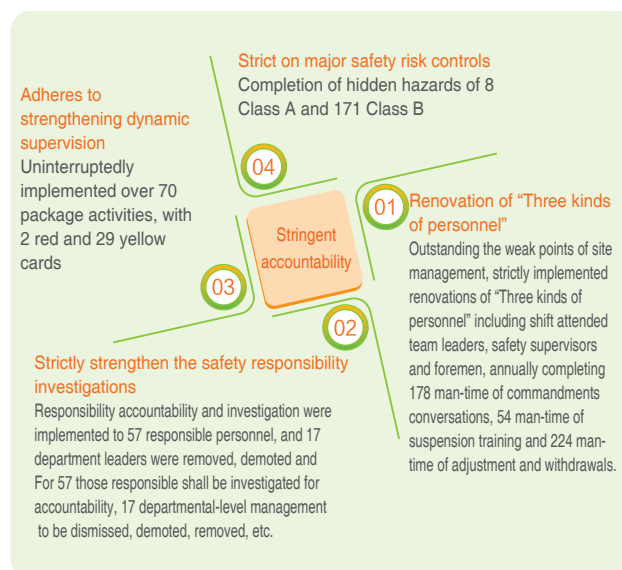 Strict on major safety risk controls
Completion of hidden hazards of 8
Class A and 171 Class B
Adheres to
strengthening dynamic
supervision
Uninterruptedly
implemented over 70
package activities, with
2 red and 29 yellow
cards
04
01
Renovation of “Three kinds
of personnel”
Outstanding the weak points of site
management, strictly implemented
renovations of “Three kinds of
personnel” including shift attended
team leaders, safety supervisors
and foremen, annually completing
178 man-time of commandments
conversations, 54 man-time of
suspension training and 224 man-
time of adjustment and withdrawals.
Stringent
accountability
03
02
Strictly strengthen the safety responsibility
investigations
Responsibility accountability and investigation were
implemented to 57 responsible personnel, and 17
department leaders were removed, demoted and
For 57 those responsible shall be investigated for
accountability, 17 departmental-level management
to be dismissed, demoted, removed, etc.